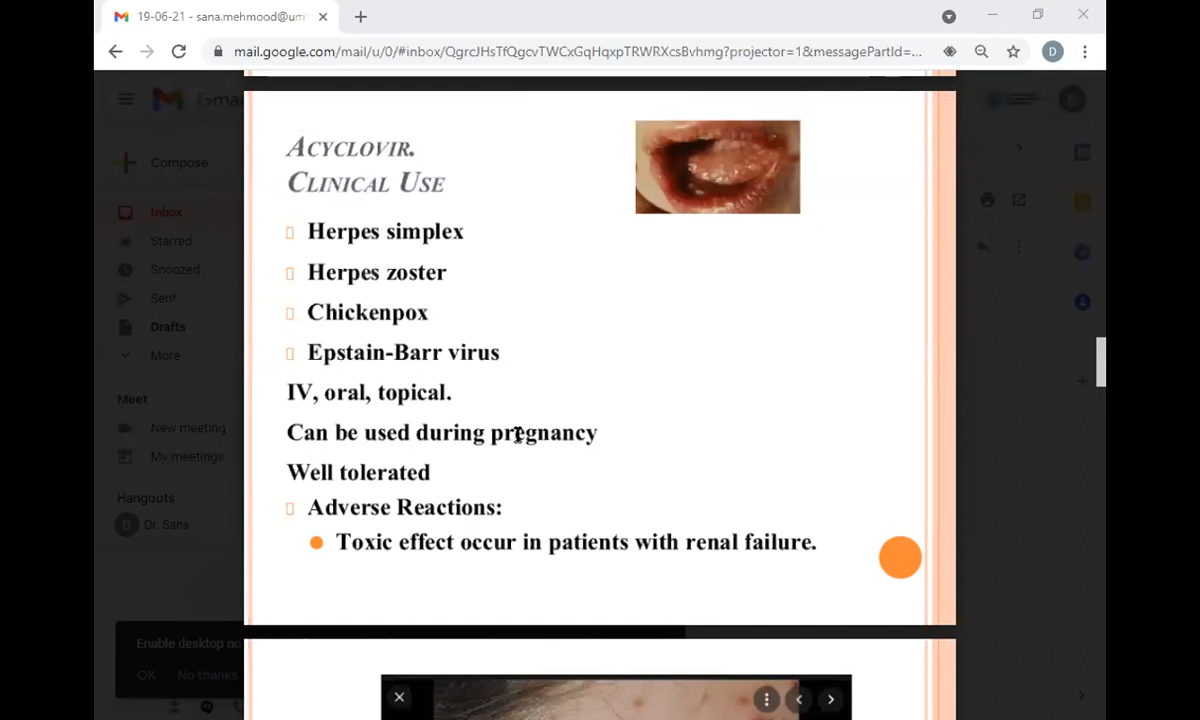 19-06-21 - sana.mehmood@um
mail.google.com/mail/u/0/#inbox/QgrcJHsTfQgcvTWCxGqHqxpTRWRXcsBvhmg?projector=1&messagePartId=...
D
Compose
Inbox
Starred
Snoozed
Sent
Drafts
More
Meet
New meeting
My meetings
Hangouts
D Dr. Sana
Enable desktop no
OK No thanks
ACYCLOVIR.
CLINICAL USE
Herpes simplex
Herpes zoster
Chickenpox
Epstain-Barr virus
IV, oral, topical.
Can be used during pregnancy
Well tolerated
Adverse Reactions:
Toxic effect occur in patients with renal failure.